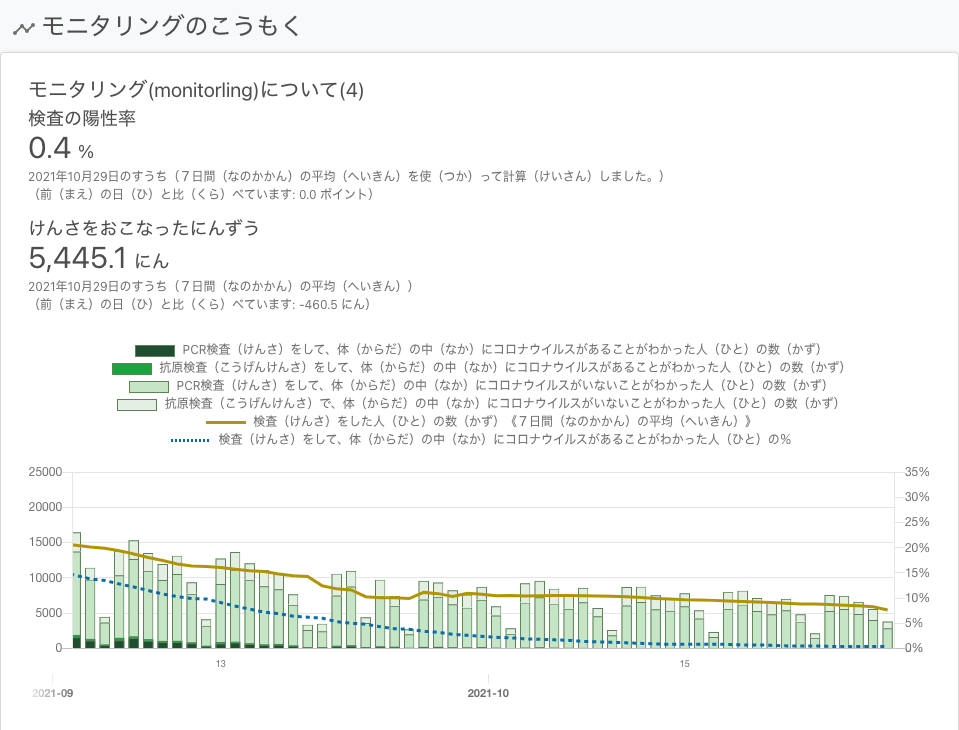 モニタリングのこうもく
モニタリング(monitorling)について(4)
検査の陽性率
0.4 %
2021年10月29日のすうち（７日間（なのかかん）の平均（へいきん）を使（つか）って計算（けいさん）しました。）
（前（まえ）の日（ひ）と比（くら）べています: 0.0 ポイント）
けんさをおこなったにんずう
5,445.1 にん
2021年10月29日のすうち（７日間（なのかかん）の平均（へいきん））
（前（まえ）の日（ひ）と比（くら）べています: -460.5 にん）
PCR検査（けんさ）をして、体（からだ）の中（なか）にコロナウイルスがあることがわかった人（ひと）の数（かず）
抗原検査（こうげんけんさ）をして、体（からだ）の中（なか）にコロナウイルスがあることがわかった人（ひと）の数（かず）
PCR検査（けんさ）をして、体（からだ）の中（なか）にコロナウイルスがいないことがわかった人（ひと）の数（かず）
抗原検査（こうげんけんさ）で、体（からだ）の中（なか）にコロナウイルスがいないことがわかった人（ひと）の数（かず）
検査（けんさ）をした人（ひと）の数（かず）《７日間（なのかかん）の平均（へいきん）》
検査（けんさ）をして、体（からだ）の中（なか）にコロナウイルスがあることがわかった人（ひと）の%
25000 35%
30%
20000
25%
15000 20%
15%
10000
10%
5000 5%
0 0%
13 15
2021-09 2021-10